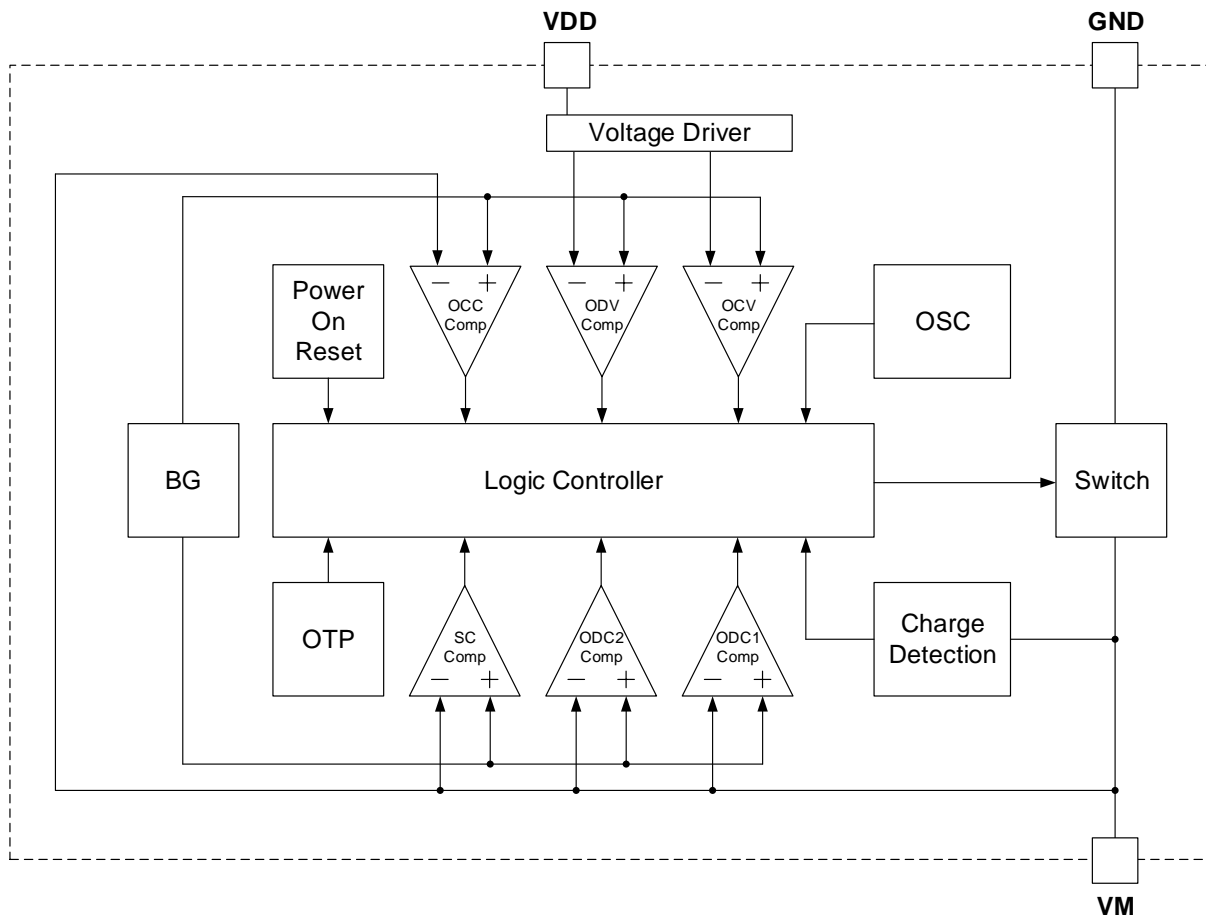 VDD
GND
Voltage Driver
Power
On
Reset
− +
OCC
Comp
− +
ODV
Comp
− +
OCV
Comp
OSC
BG
Logic Controller
Switch
OTP
SC
Comp
− +
ODC2
Comp
− +
ODC1
Comp
− +
Charge
Detection
VM